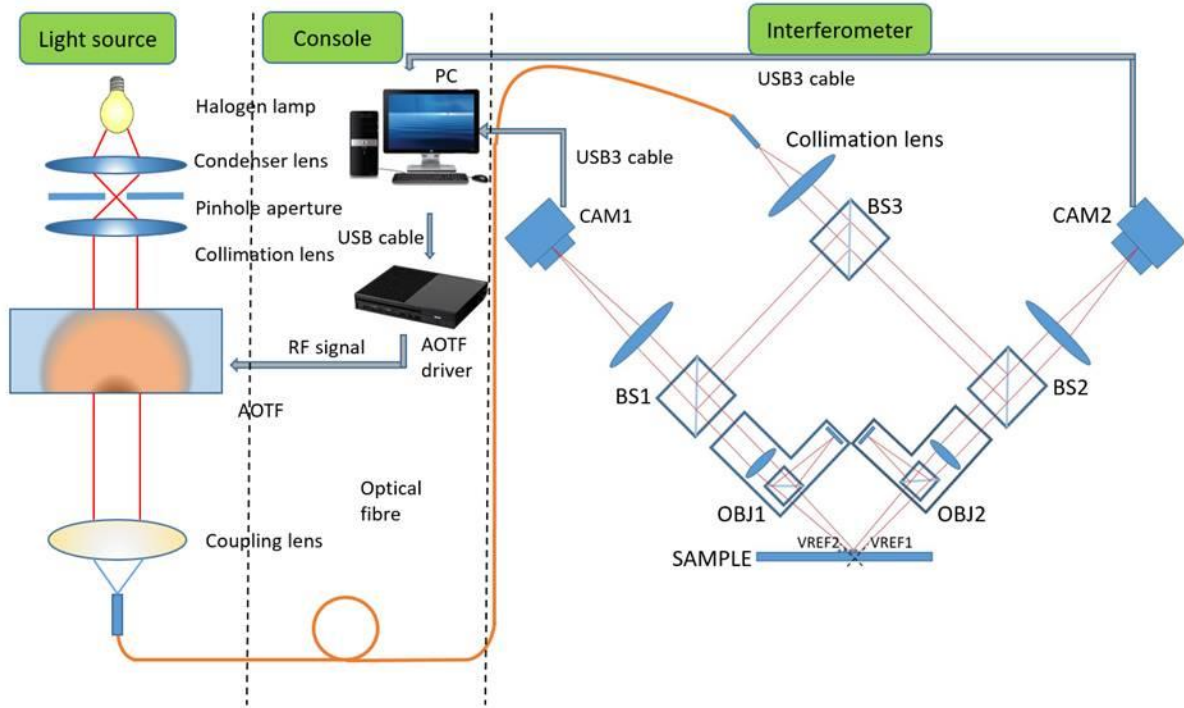 Light source
Console
Interferometer
PC
USB3 cable
Halogen lamp
Collimation lens
Condenser lens
USB3 cable
BS3
CAM1
CAM2
Pinhole aperture
USB cable
Collimation lens
RF signal
AOTF
driver
BS1
BS2
AOTF
Optical
fibre
OBJ1
OBJ2
Coupling lens
VREF2
VREF1
SAMPLE